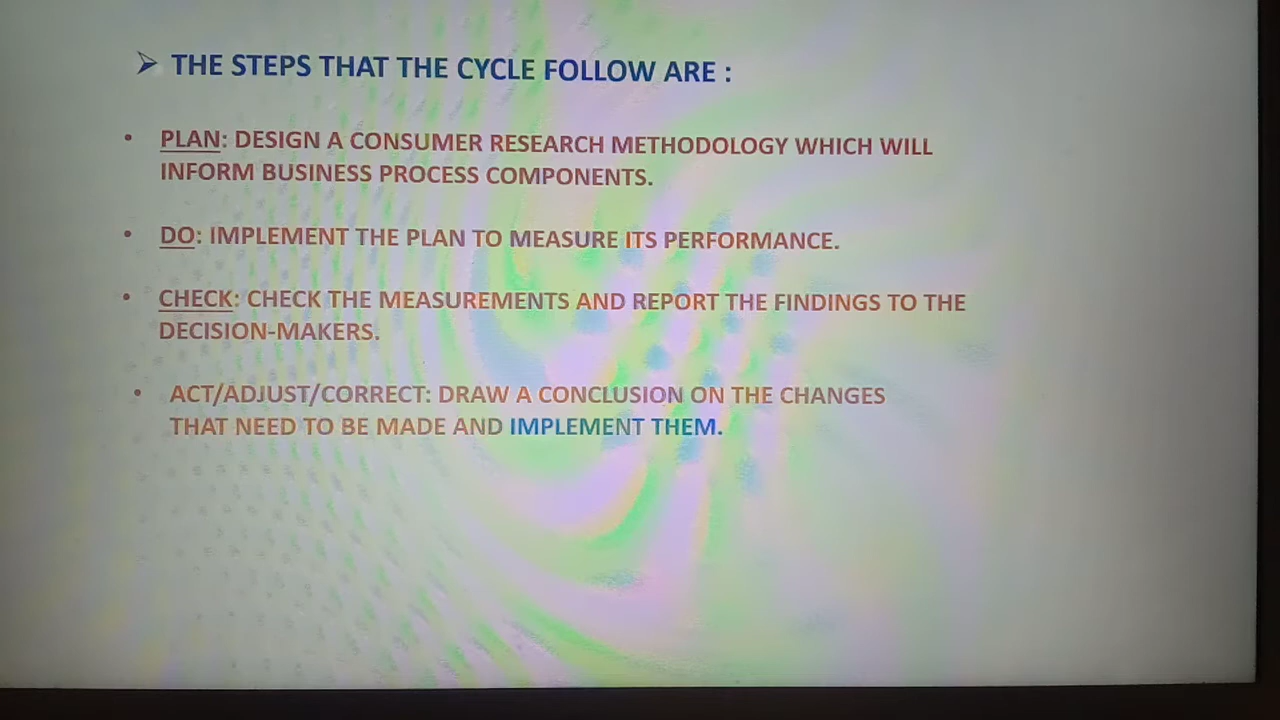 ➢ THE STEPS THAT THE CYCLE FOLLOW ARE :
• PLAN: DESIGN A CONSUMER RESEARCH METHODOLOGY WHICH WILL
INFORM BUSINESS PROCESS COMPONENTS.
• DO: IMPLEMENT THE PLAN TO MEASURE ITS PERFORMANCE.
• CHECK: CHECK THE MEASUREMENTS AND REPORT THE FINDINGS TO THE
DECISION-MAKERS.
• ACT/ADJUST/CORRECT: DRAW A CONCLUSION ON THE CHANGES
THAT NEED TO BE MADE AND IMPLEMENT THEM.